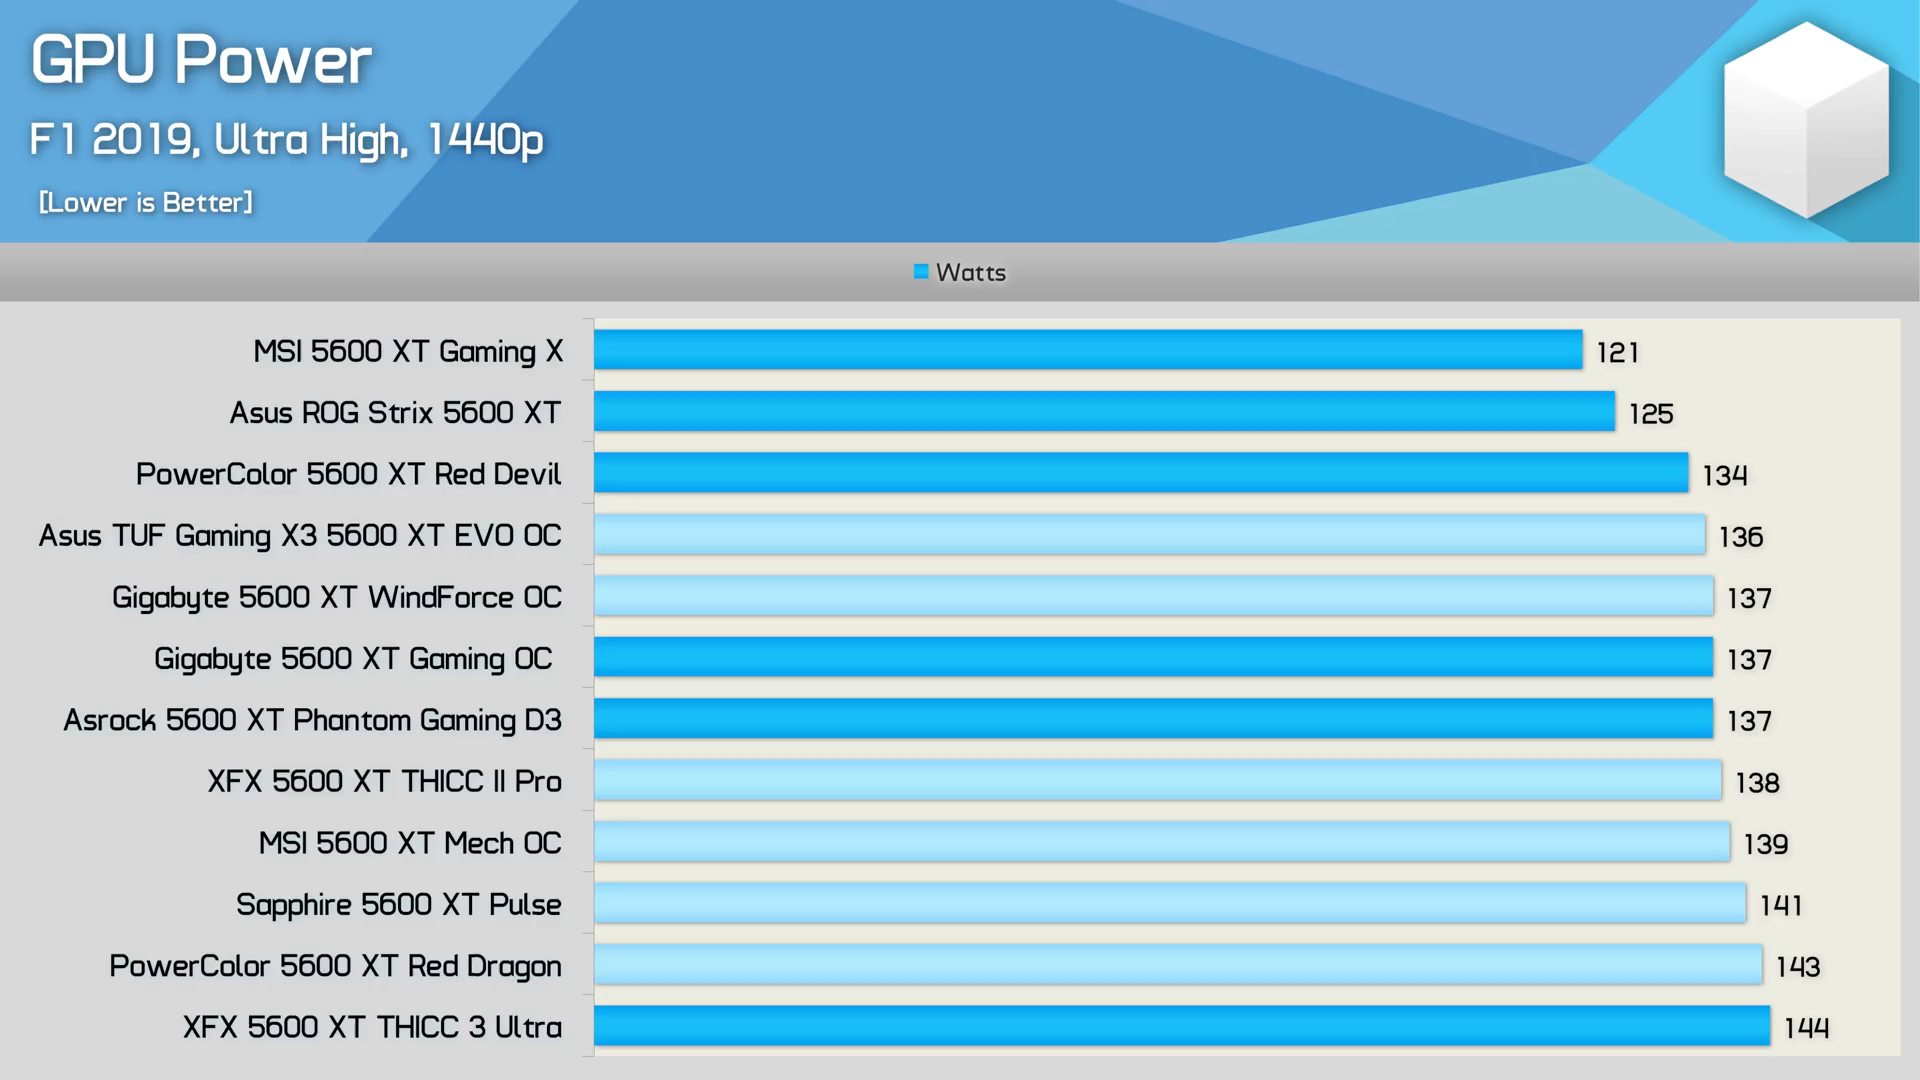 GPU Power
F1 2019, Ultra High, 1440p
[Lower is Better]
Watts
MSI 5600 XT Gaming X 121
Asus ROG Strix 5600 XT 125
PowerColor 5600 XT Red Devil 134
Asus TUF Gaming X3 5600 XT EVO OC 136
Gigabyte 5600 XT WindForce OC 137
Gigabyte 5600 XT Gaming OC 137
Asrock 5600 XT Phantom Gaming D3 137
XFX 5600 XT THICC II Pro 138
MSI 5600 XT Mech OC 139
Sapphire 5600 XT Pulse 141
PowerColor 5600 XT Red Dragon 143
XFX 5600 XT THICC 3 Ultra 144